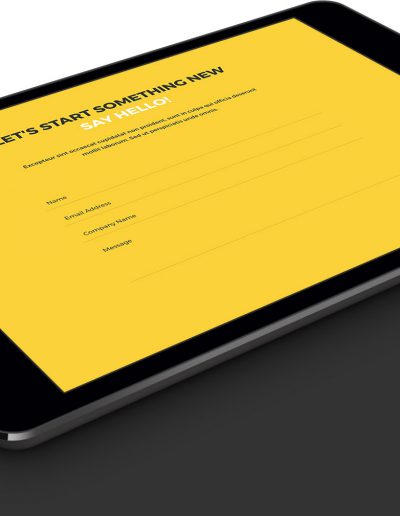 LET'S START SOMETHING NEW
SAY HELLO!
Excepteur sint occaecat cupidatat non proident, sunt in culpa qui officia deserunt
mollit laborum. Sed ut perspiciatis unde omnis.
Name
Email Address
Company Name
Message